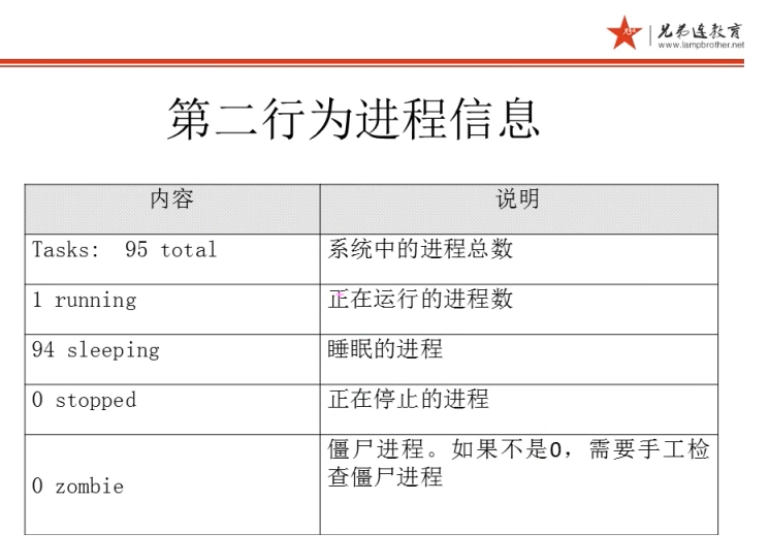 兄弟连教育
www.lampbrother.net
第二行为进程信息
内容 说明
Tasks: 95 total 系统中的进程总数
1 running 正在运行的进程数
94 sleeping 睡眠的进程
0 stopped 正在停止的进程
0 zombie 僵尸进程。如果不是0，需要手工检
查僵尸进程